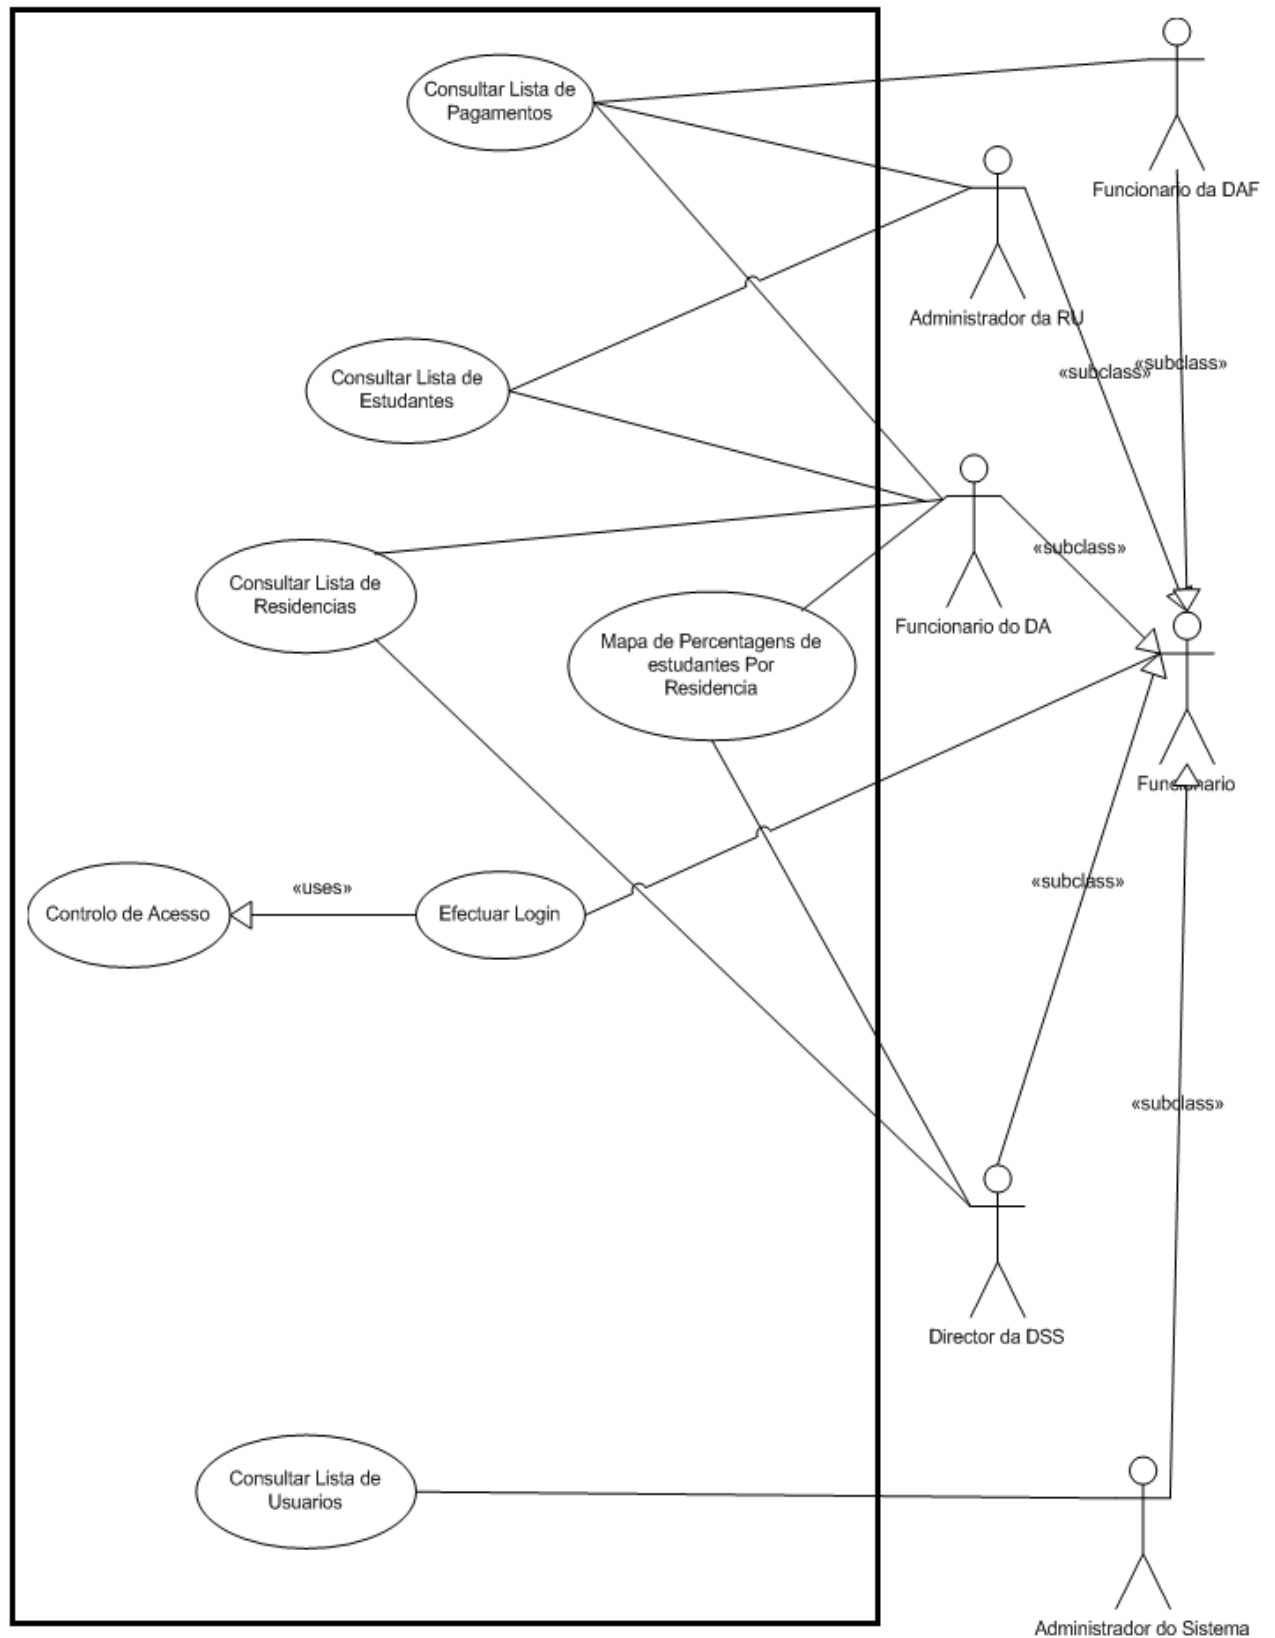 Consultar Lista de
Pagamentos
Funcionario da DAF
Administrador da RU
«subclass»
«subclass»
Consultar Lista de
Estudantes
«subclass»
Consultar Lista de
Residencias
Funcionario do DA
Mapa de Percentagens de
estudantes Por
Residencia
Funcionario
«subclass»
«uses»
Controlo de Acesso
Efectuar Login
«subclass»
Director da DSS
Consultar Lista de
Usuarios
Administrador do Sistema